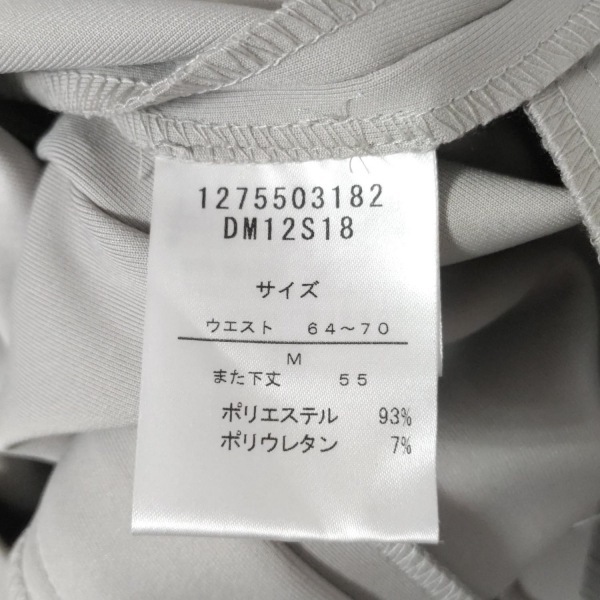 1275503182
DM12S18
サイズ
ウエスト 64～70
M
また下丈 55
ポリエステル 93%
ポリウレタン 7%